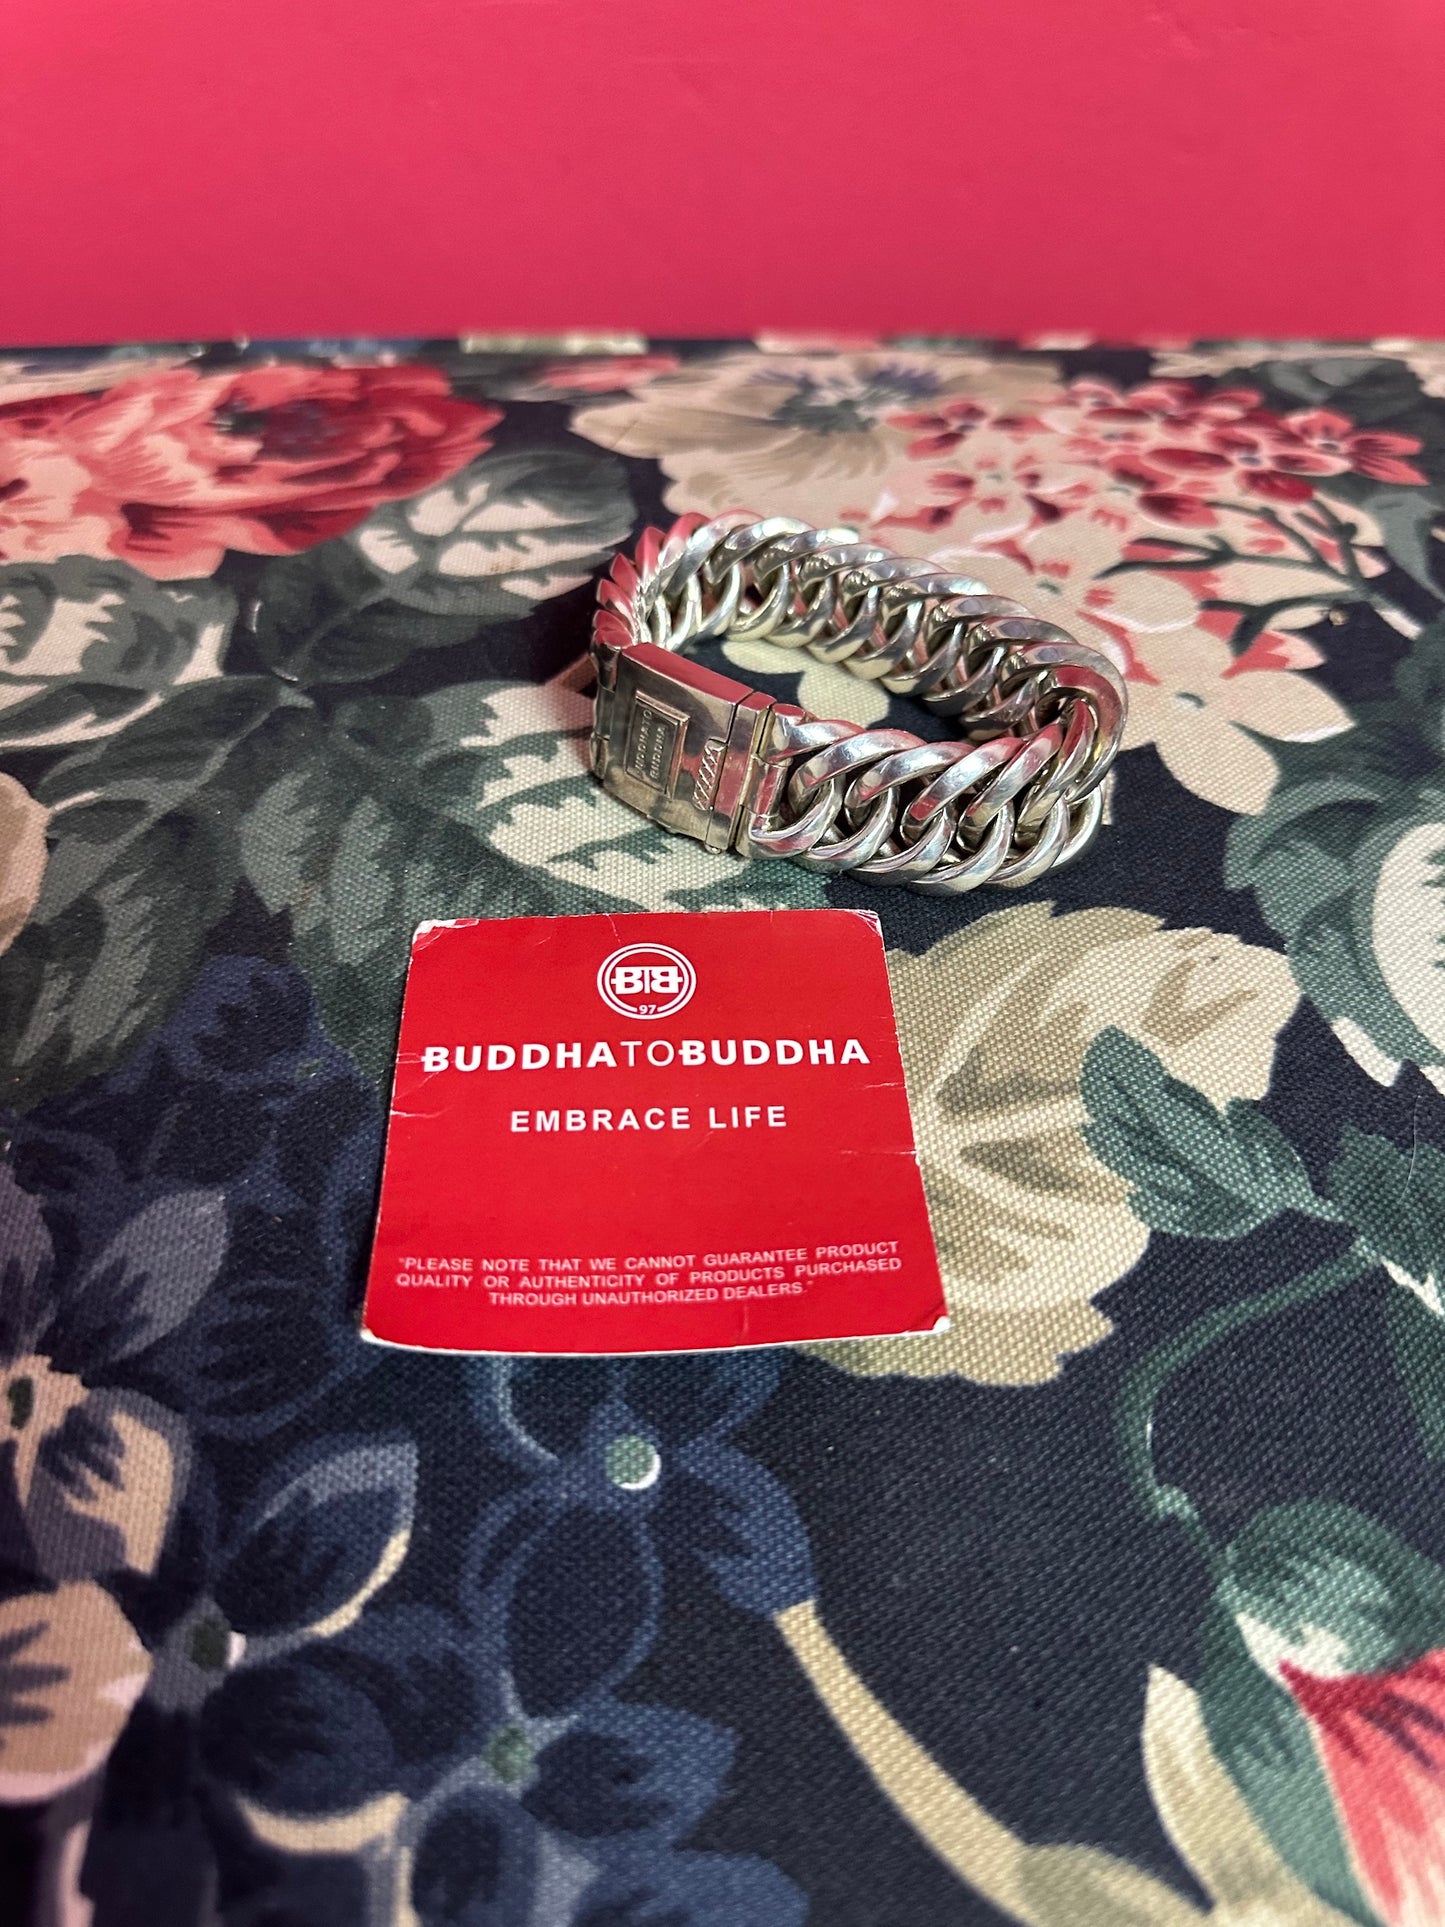 BUDDHA TO
BUDDHA
BTB
97
BUDDHATOBUDDHA
EMBRACE LIFE
"PLEASE NOTE THAT WE CANNOT GUARANTEE PRODUCT
QUALITY OR AUTHENTICITY OF PRODUCTS PURCHASED
THROUGH UNAUTHORIZED DEALERS."